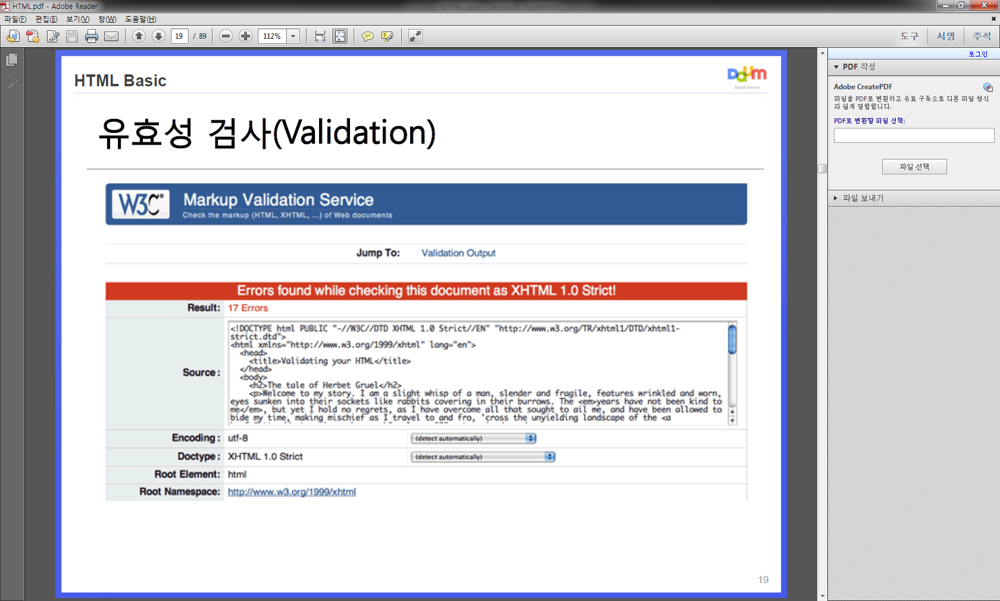 HTML.pdf - Adobe Reader
파일(F) 편집(E) 보기(V) 창(W) 도움말(H)
19 / 89 112% 도구 서명 주석
로그인
PDF 작성
Adobe CreatePDF
파일을 PDF로 변환하고 유료 구독으로 다른 파일 형식
과 쉽게 결합합니다.
PDF로 변환할 파일 선택:
파일 선택
파일 보내기
HTML Basic
Daum
유효성 검사(Validation)
W3C®
Markup Validation Service
Check the markup (HTML, XHTML, ...) of Web documents
Jump To: Validation Output
Errors found while checking this document as XHTML 1.0 Strict!
Result: 17 Errors
Source:
<!DOCTYPE html PUBLIC "-//W3C//DTD XHTML 1.0 Strict//EN" "http://www.w3.org/TR/xhtml1/DTD/xhtml1-
strict.dtd">
<html xmlns="http://www.w3.org/1999/xhtml" lang="en">
<head>
<title>Validating your HTML</title>
</head>
<body>
<h2>The tale of Herbet Gruel</h2>
<p>Welcome to my story. I am a slight whisp of a man, slender and fragile, features wrinkled and worn,
eyes sunken into their sockets like rabbits covering in their burrows. The <em>years have not been kind to
me</em>, but yet I hold no regrets, as I have overcome all that sought to ail me, and have been allowed to
bide my time, making mischief as I travel to and fro, 'cross the unyielding landscape of the <a
Encoding: utf-8 (detect automatically)
Doctype: XHTML 1.0 Strict (detect automatically)
Root Element: html
Root Namespace: http://www.w3.org/1999/xhtml
19